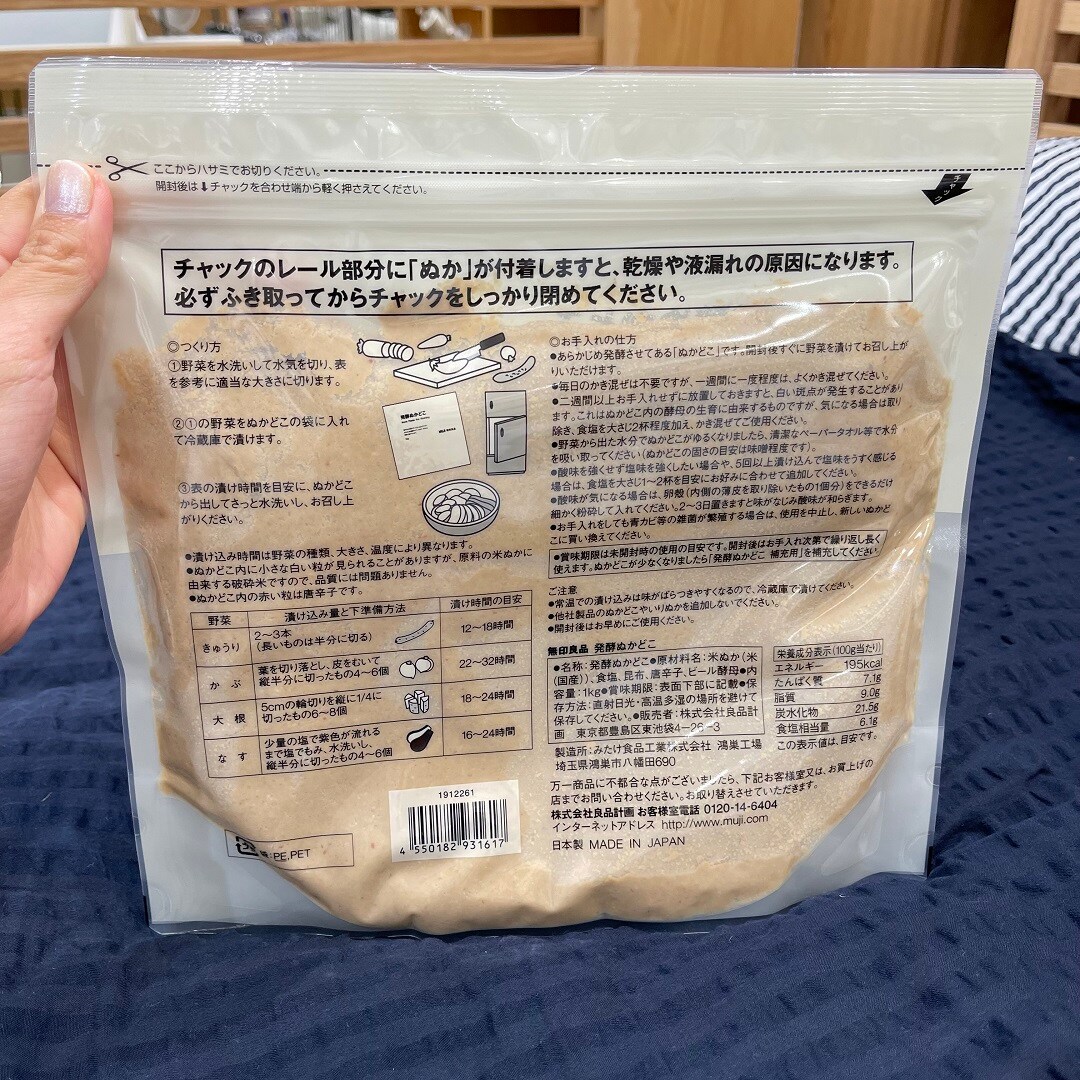 ここからハサミでお切りください。
開封後は⬇チャックを合わせ端から軽く押さえてください。
チャック
チャックのレール部分に「ぬか」が付着しますと、乾燥や液漏れの原因になります。
必ずふき取ってからチャックをしっかり閉めてください。
◎つくり方
①野菜を水洗いして水気を切り、表
を参考に適当な大きさに切ります。
②①の野菜をぬかどこの袋に入れ
て冷蔵庫で漬けます。
発酵ぬかどこ
③表の漬け時間を目安に、ぬかどこ
から出してさっと水洗いし、お召し上
がりください。
●漬け込み時間は野菜の種類、大きさ、温度により異なります。
●ぬかどこ内に小さな白い粒が見られることがありますが、原料の米ぬかに
由来する破砕米ですので、品質には問題ありません。
●ぬかどこ内の赤い粒は唐辛子です。
野菜 漬け込み量と下準備方法 漬け時間の目安
きゅうり 2〜3本
(長いものは半分に切る) 12〜18時間
かぶ 葉を切り落とし、皮をむいて
縦半分に切ったもの4〜6個 22〜32時間
大根 5cmの輪切りを縦に1/4に
切ったもの6〜8個 18〜24時間
なす 少量の塩で紫色が流れる
まで塩でもみ、水洗いし、
縦半分に切ったもの4〜6個 16〜24時間
◎お手入れの仕方
●あらかじめ発酵させてある「ぬかどこ」です。開封後すぐに野菜を漬けてお召し上が
りいただけます。
●毎日のかき混ぜは不要ですが、一週間に一度程度は、よくかき混ぜてください。
●二週間以上お手入れせずに放置しておきますと、白い斑点が発生することがあり
ます。これはぬかどこ内の酵母の生育に由来するものですが、気になる場合は取り
除き、食塩を大さじ2杯程度加え、かき混ぜてご使用ください。
●野菜から出た水分でぬかどこがゆるくなりましたら、清潔なペーパータオル等で水分
を吸い取ってください(ぬかどこの固さの目安は味噌程度です)。
●酸味を強くせず塩味を強くしたい場合や、5回以上漬け込んで塩味をうすく感じる
場合は、食塩を大さじ1〜2杯を目安にお好みに合わせて追加してください。
●酸味が気になる場合は、卵殻(内側の薄皮を取り除いたもの1個分)をできるだけ
細かく粉砕して入れてください。2〜3日置きますと味がなじみ酸味が和らぎます。
●お手入れをしても青カビ等の雑菌が繁殖する場合は、使用を中止し、新しいぬかど
こに買い換えてください。
●賞味期限は未開封時の使用の目安です。開封後はお手入れ次第で繰り返し長く
使えます。ぬかどこが少なくなりましたら「発酵ぬかどこ 補充用」を補充してください。
ご注意
●常温での漬け込みは味がばらつきやすくなるので、冷蔵庫で漬けてください。
●他社製品のぬかどこやいりぬかを追加しないでください。
●開封後はお早めにご使用ください。
無印良品 発酵ぬかどこ
●名称:発酵ぬかどこ●原材料名:米ぬか(米
(国産))、食塩、昆布、唐辛子、ビール酵母●内
容量:1kg●賞味期限:表面下部に記載●保
存方法:直射日光・高温多湿の場所を避けて
保存してください。●販売者:株式会社良品計
画 東京都豊島区東池袋4−26−3
栄養成分表示(100g当たり)
エネルギー 195kcal
たんぱく質 7.1g
脂質 9.0g
炭水化物 21.5g
食塩相当量 6.1g
この表示値は、目安です。
製造所:みたけ食品工業株式会社 鴻巣工場
埼玉県鴻巣市八幡田690
万一商品に不都合な点がございましたら、下記お客様室又は、お買上げの
店までお問い合わせください。お取り替えさせていただきます。
株式会社良品計画 お客様室電話 0120-14-6404
インターネットアドレス http://www.muji.com
日本製 MADE IN JAPAN
1912261
4 550182 931617
:PE,PET